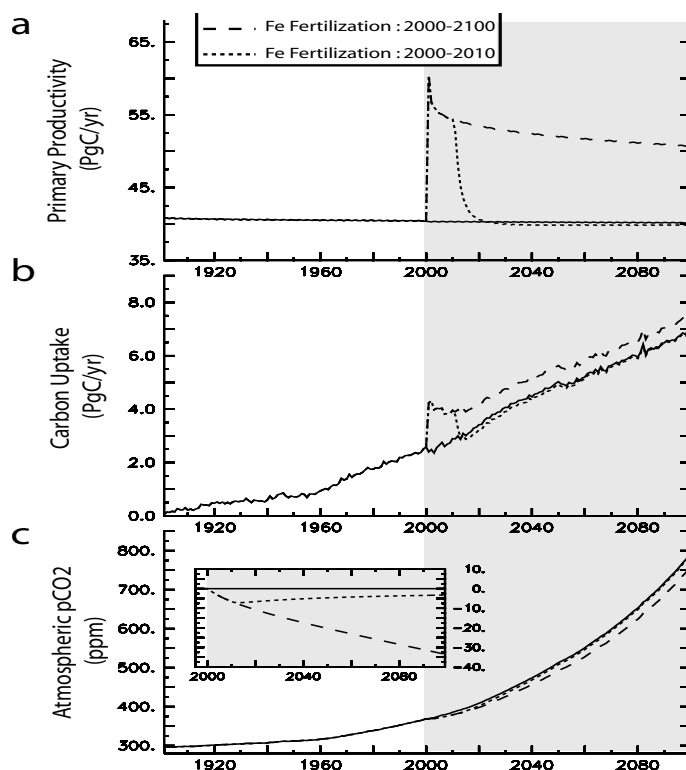 a
Fe Fertilization : 2000-2100
Fe Fertilization : 2000-2010
Primary Productivity
(PgC/yr)
65.
55.
45.
35.
1920 1960 2000 2040 2080
b
Carbon Uptake
(PgC/yr)
8.0
6.0
4.0
2.0
0.0
1920 1960 2000 2040 2080
c
Atmospheric pCO2
(ppm)
800.
700.
600.
500.
400.
300.
10.
0.
-10.
-20.
-30.
-40.
2000 2040 2080
1920 1960 2000 2040 2080